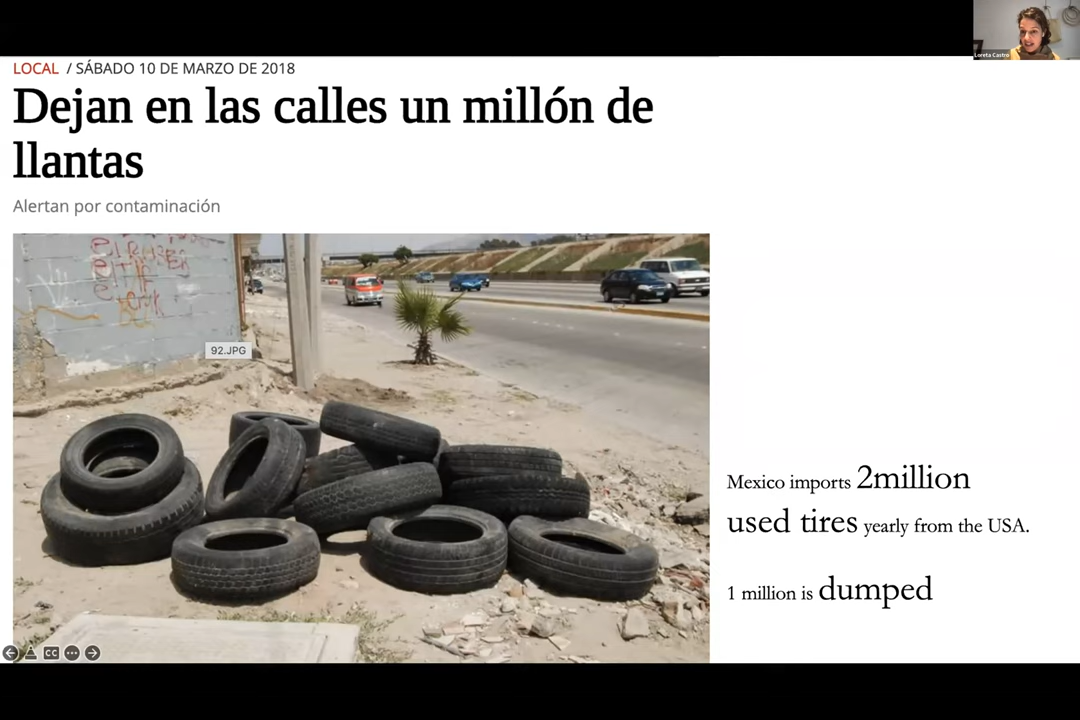 Loreta Castro
LOCAL / SÁBADO 10 DE MARZO DE 2018
Dejan en las calles un millón de
llantas
Alertan por contaminación
92.JPG
Mexico imports 2million
used tires yearly from the USA.
1 million is dumped
CC